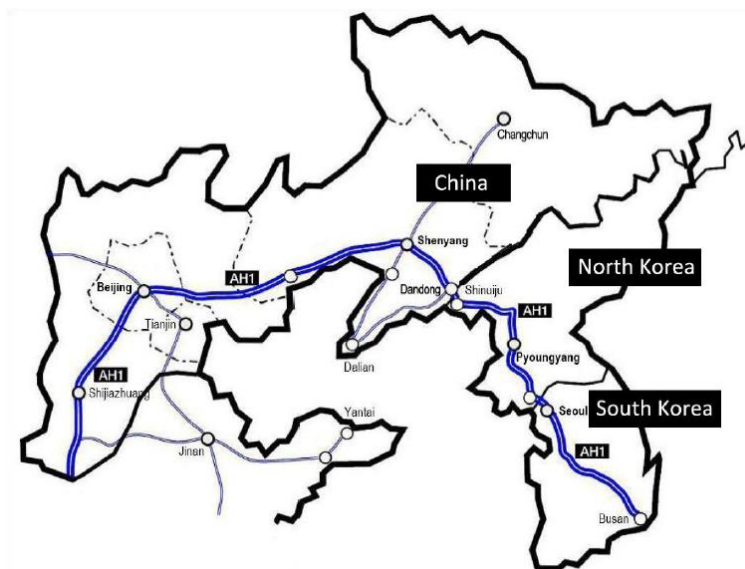 Changchun
China
Shenyang
North Korea
AH1
Beijing
Dandong
Shinuiju
AH1
Tianjin
Pyoungyang
Dalian
AH1
Shijiazhuang
Seoul
South Korea
Yantai
Jinan
AH1
Busan